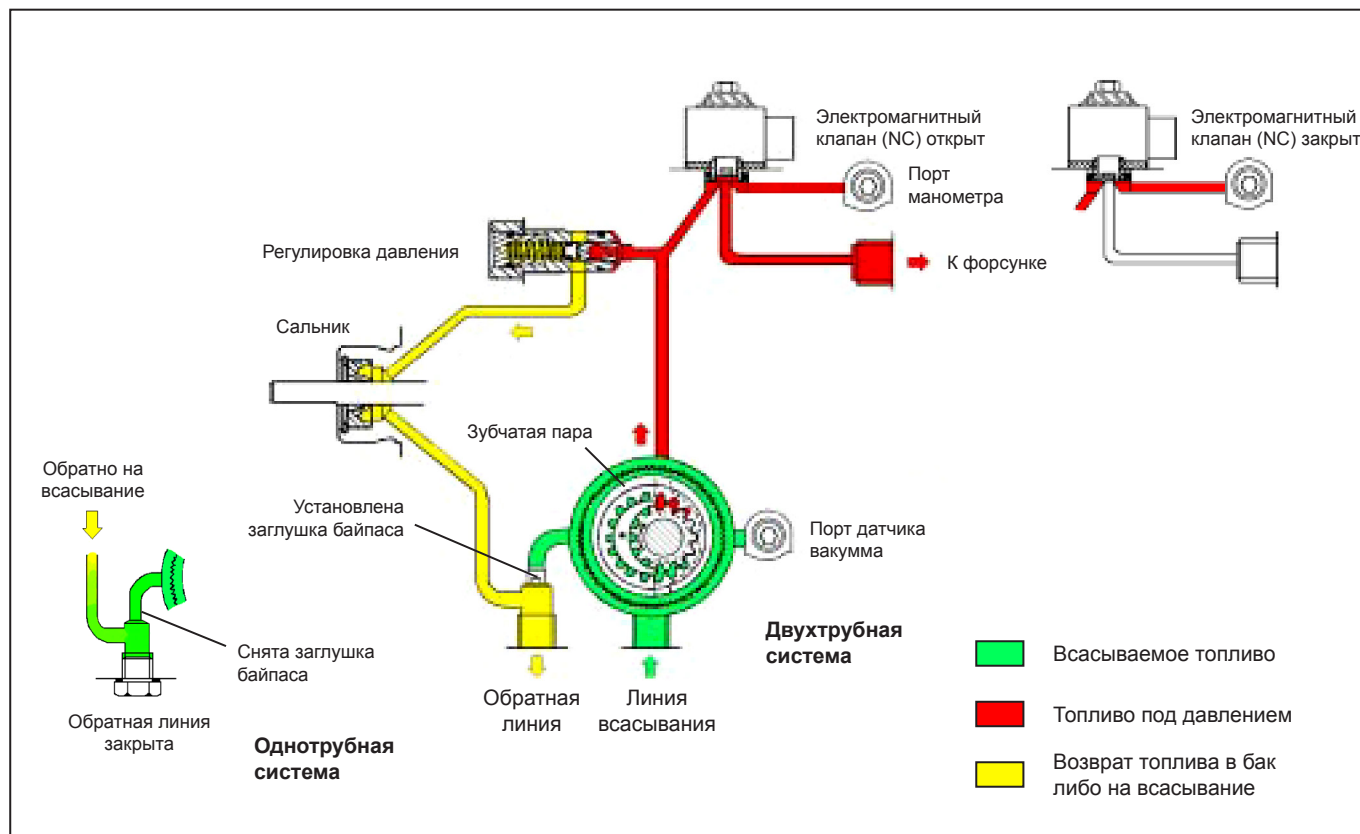 Электромагнитный
клапан (NC) открыт
Электромагнитный
клапан (NC) закрыт
Порт
манометра
Регулировка давления
К форсунке
Сальник
Зубчатая пара
Обратно на
всасывание
Установлена
заглушка байпаса
Порт датчика
вакумма
Снята заглушка
байпаса
Двухтрубная
система
Обратная линия
закрыта
Однотрубная
система
Обратная
линия
Линия
всасывания
Всасываемое топливо
Топливо под давлением
Возврат топлива в бак
либо на всасывание